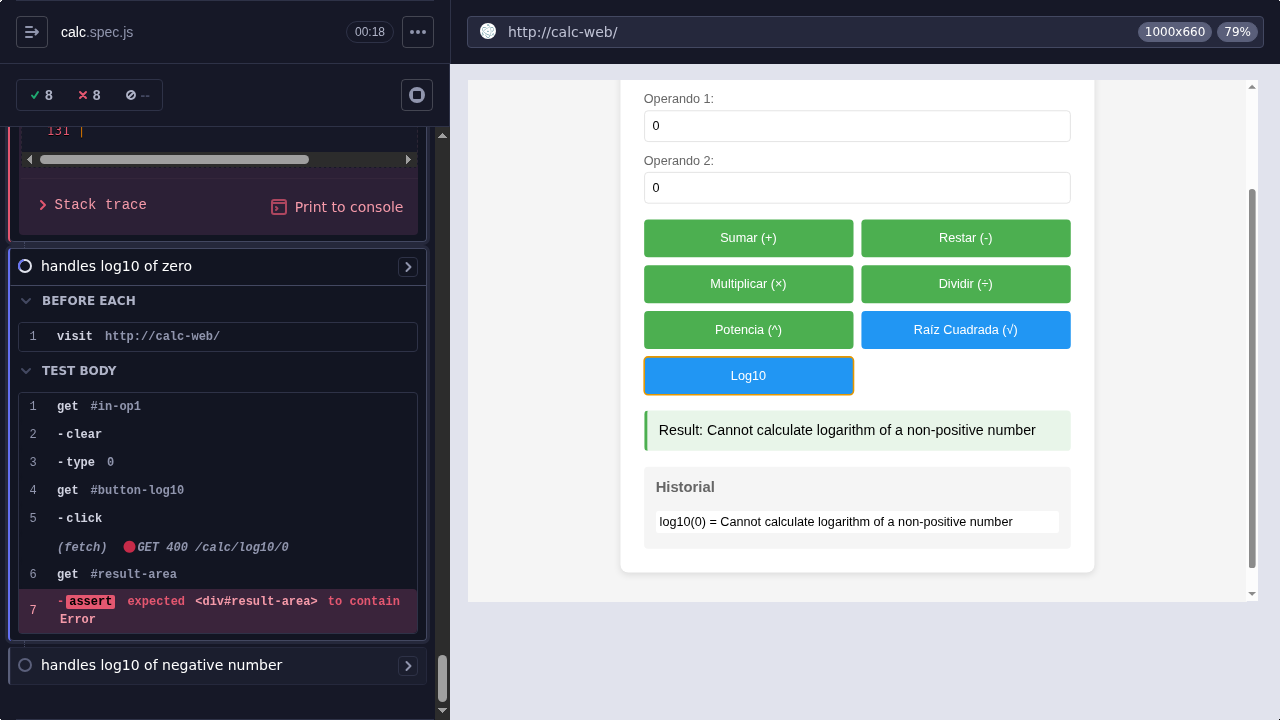 calc.spec.js
00:18
8 8 --
131 |
Stack trace
Print to console
handles log10 of zero
BEFORE EACH
1 visit http://calc-web/
TEST BODY
1 get #in-op1
2 -clear
3 -type 0
4 get #button-log10
5 -click
(fetch) GET 400 /calc/log10/0
6 get #result-area
7 -assert expected <div#result-area> to contain
Error
handles log10 of negative number
http://calc-web/
1000x660
79%
Operando 1:
0
Operando 2:
0
Sumar (+)
Restar (-)
Multiplicar (×)
Dividir (÷)
Potencia (^)
Raíz Cuadrada (√)
Log10
Result: Cannot calculate logarithm of a non-positive number
Historial
log10(0) = Cannot calculate logarithm of a non-positive number